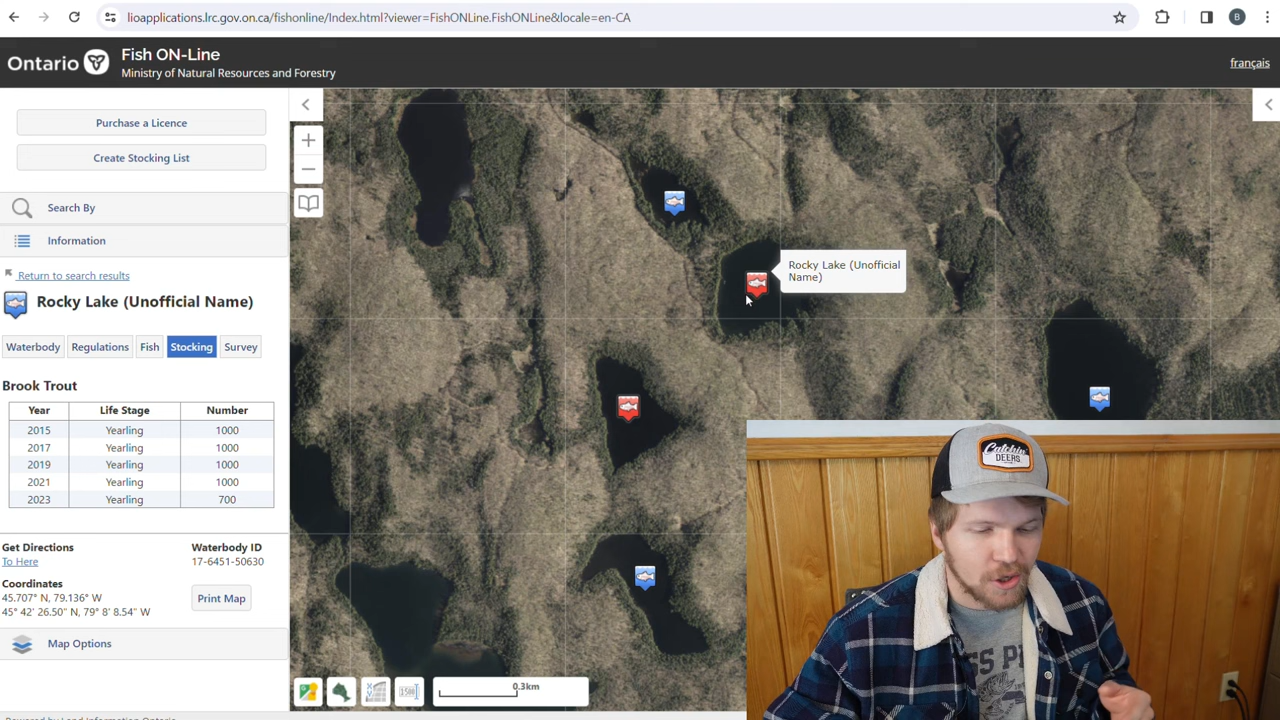 lioapplications.lrc.gov.on.ca/fishonline/Index.html?viewer=FishONLine.FishONLine&locale=en-CA
B
Ontario
Fish ON-Line
Ministry of Natural Resources and Forestry
français
Purchase a Licence
Create Stocking List
Search By
Information
Return to search results
Rocky Lake (Unofficial Name)
Waterbody Regulations Fish Stocking Survey
Brook Trout
Year Life Stage Number
2015 Yearling 1000
2017 Yearling 1000
2019 Yearling 1000
2021 Yearling 1000
2023 Yearling 700
Get Directions
To Here
Waterbody ID
17-6451-50630
Coordinates
45.707° N, 79.136° W
45° 42' 26.50" N, 79° 8' 8.54" W
Print Map
Map Options
Rocky Lake (Unofficial
Name)
0.3km
Catchin'
DEERS